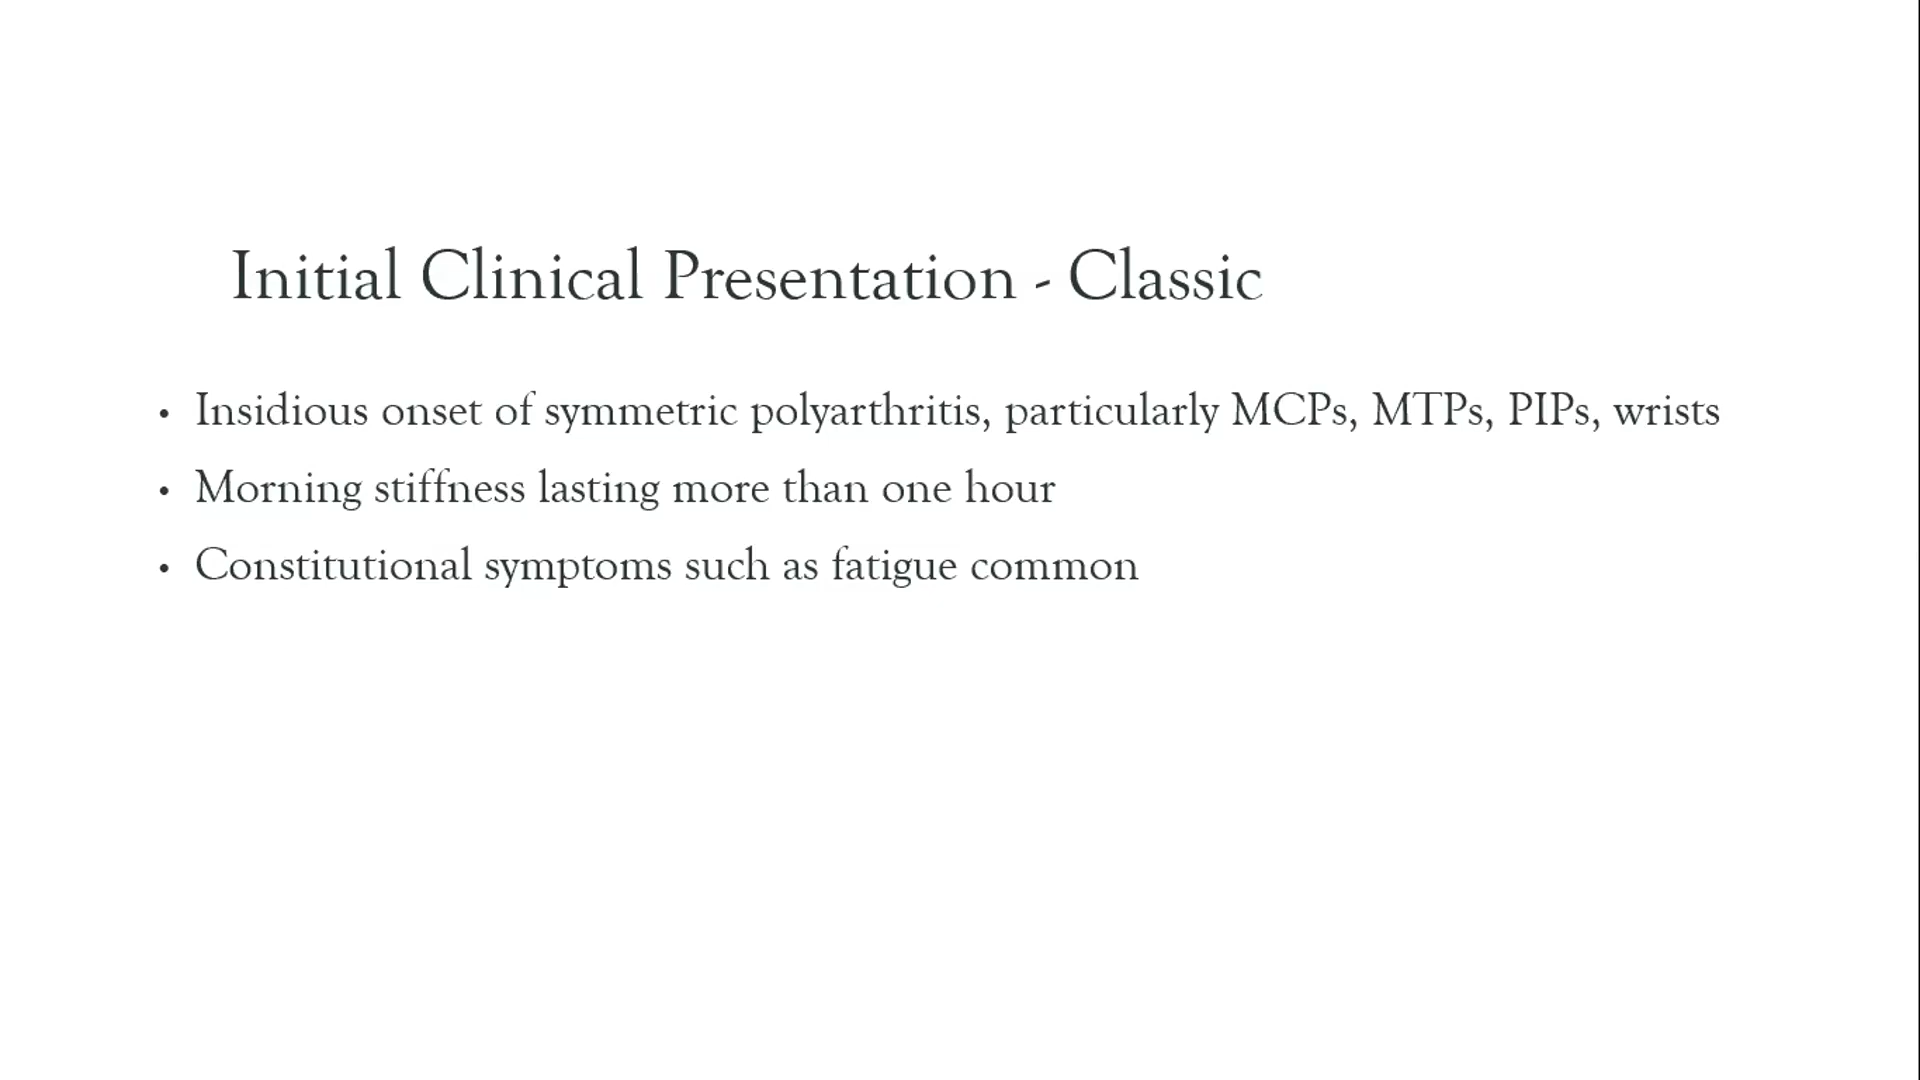 Initial Clinical Presentation - Classic
• Insidious onset of symmetric polyarthritis, particularly MCPs, MTPs, PIPs, wrists
• Morning stiffness lasting more than one hour
• Constitutional symptoms such as fatigue common